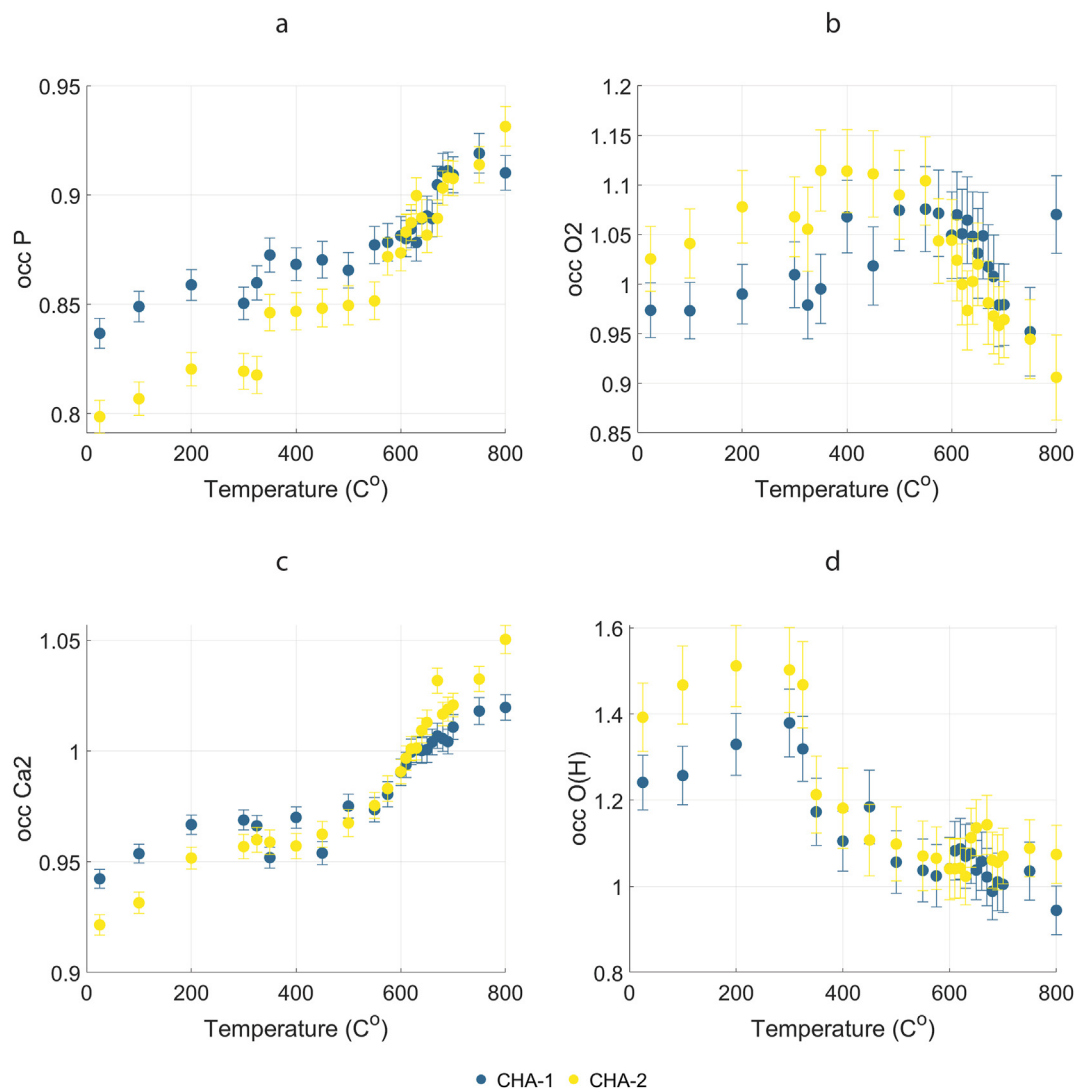 a
0.95
0.9
0.85
0.8
occ P
0 200 400 600 800
Temperature (C°)
b
1.2
1.15
1.1
1.05
1
0.95
0.9
0.85
occ O2
0 200 400 600 800
Temperature (C°)
c
1.05
1
0.95
0.9
occ Ca2
0 200 400 600 800
Temperature (C°)
d
1.6
1.4
1.2
1
0.8
occ O(H)
0 200 400 600 800
Temperature (C°)
CHA-1 CHA-2